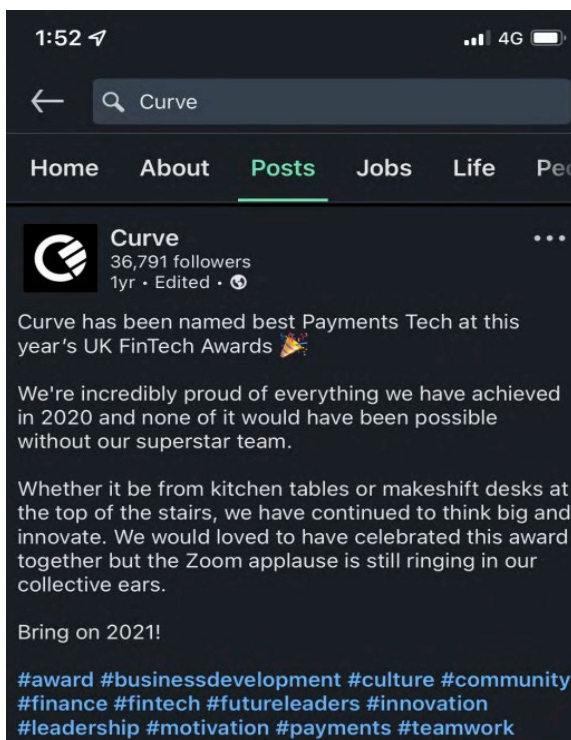 1:52
4G
Curve
Home About Posts Jobs Life
Curve
36,791 followers
1yr • Edited •
Curve has been named best Payments Tech at this
year's UK FinTech Awards 🎉
We're incredibly proud of everything we have achieved
in 2020 and none of it would have been possible
without our superstar team.
Whether it be from kitchen tables or makeshift desks at
the top of the stairs, we have continued to think big and
innovate. We would loved to have celebrated this award
together but the Zoom applause is still ringing in our
collective ears.
Bring on 2021!
#award #businessdevelopment #culture #community
#finance #fintech #futureleaders #innovation
#leadership #motivation #payments #teamwork